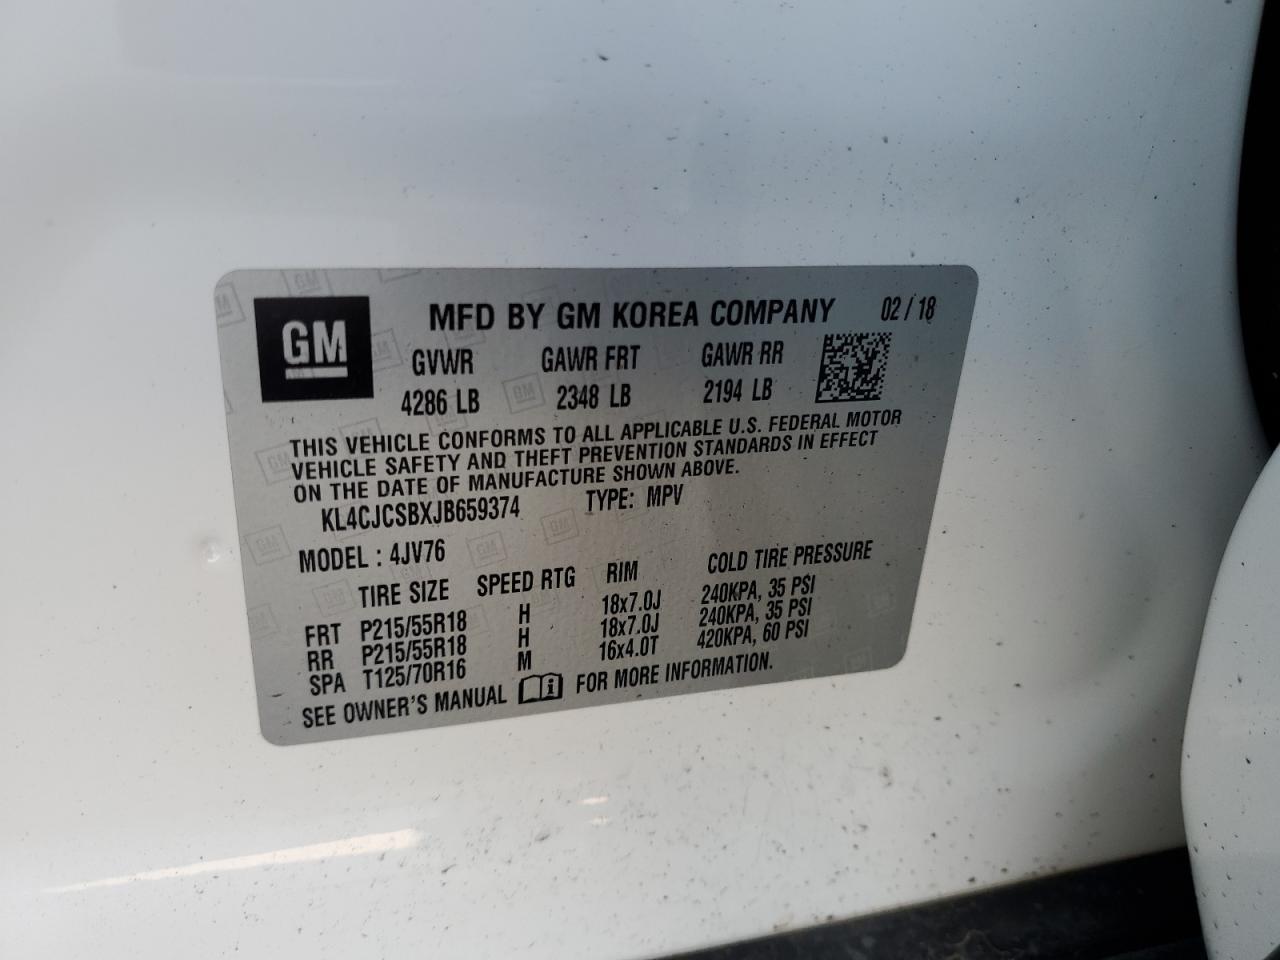 GM
MFD BY GM KOREA COMPANY 02 / 18
GVWR GAWR FRT GAWR RR
4286 LB 2348 LB 2194 LB
THIS VEHICLE CONFORMS TO ALL APPLICABLE U.S. FEDERAL MOTOR
VEHICLE SAFETY AND THEFT PREVENTION STANDARDS IN EFFECT
ON THE DATE OF MANUFACTURE SHOWN ABOVE.
KL4CJCSBXJB659374 TYPE: MPV
MODEL : 4JV76
TIRE SIZE SPEED RTG RIM COLD TIRE PRESSURE
FRT P215/55R18 H 18x7.0J 240KPA, 35 PSI
RR P215/55R18 H 18x7.0J 240KPA, 35 PSI
SPA T125/70R16 M 16x4.0T 420KPA, 60 PSI
SEE OWNER'S MANUAL i FOR MORE INFORMATION.